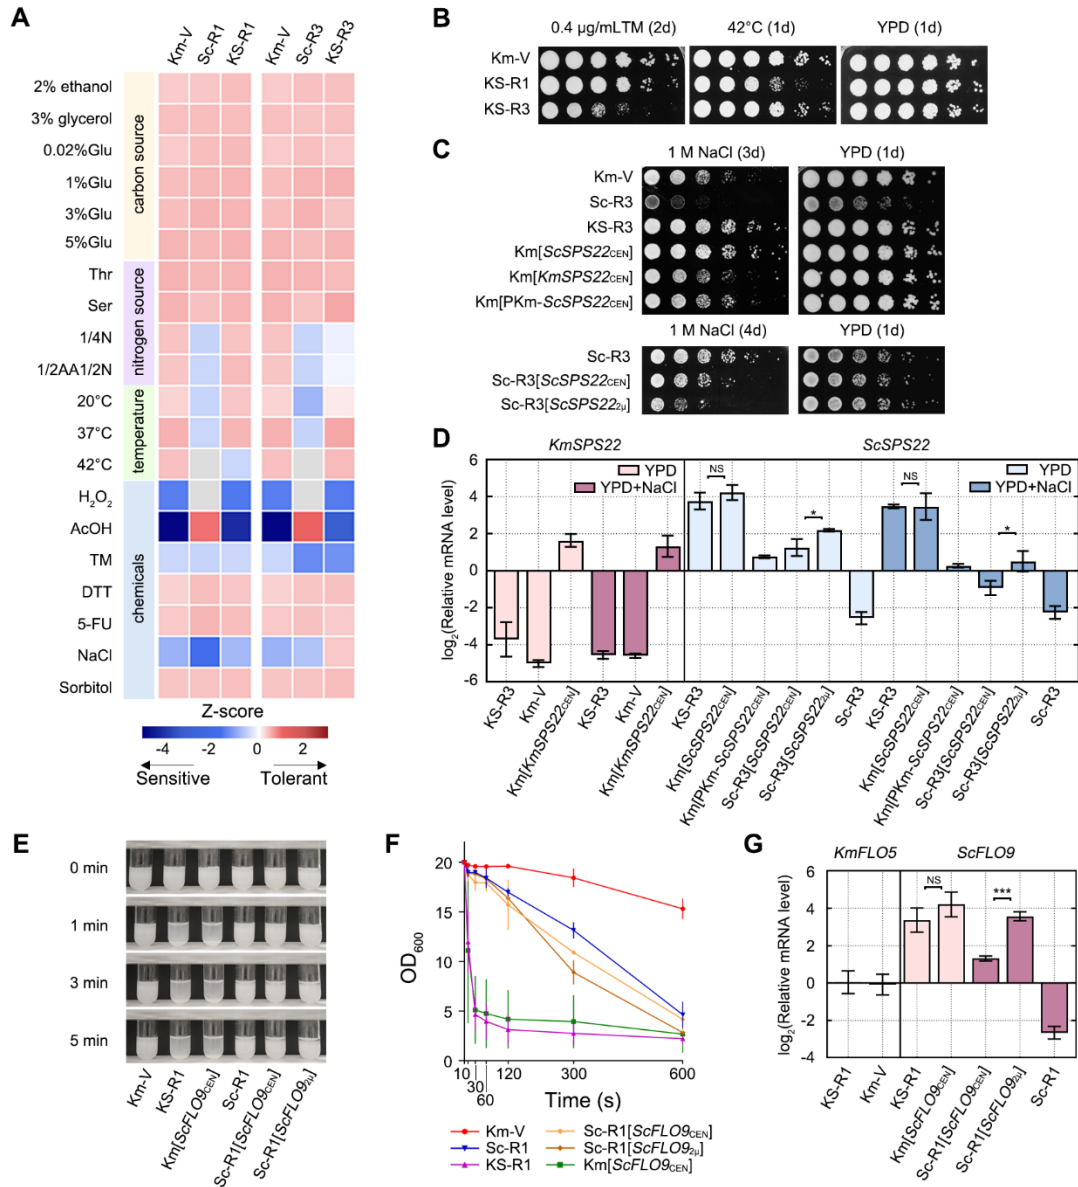 A
Km-V
Sc-R1
KS-R1
Km-V
Sc-R3
KS-R3
2% ethanol
3% glycerol
0.02%Glu
1%Glu
3%Glu
5%Glu
carbon source
Thr
Ser
1/4N
1/2AA1/2N
nitrogen source
20°C
37°C
42°C
temperature
H2O2
AcOH
TM
DTT
5-FU
NaCl
Sorbitol
chemicals
Z-score
-4 -2 0 2
Sensitive Tolerant
B
0.4 µg/mLTM (2d) 42°C (1d) YPD (1d)
Km-V
KS-R1
KS-R3
C
1 M NaCl (3d) YPD (1d)
Km-V
Sc-R3
KS-R3
Km[ScSPS22CEN]
Km[KmSPS22CEN]
Km[PKm-ScSPS22CEN]
1 M NaCl (4d) YPD (1d)
Sc-R3
Sc-R3[ScSPS22CEN]
Sc-R3[ScSPS222µ]
D
KmSPS22 ScSPS22
YPD
YPD+NaCl
YPD
YPD+NaCl
NS
*
NS
*
log2(Relative mRNA level)
6
4
2
0
-2
-4
-6
KS-R3
Km-V
Km[KmSPS22CEN]
KS-R3
Km-V
Km[KmSPS22CEN]
KS-R3
Km[ScSPS22CEN]
Km[PKm-ScSPS22CEN]
Sc-R3[ScSPS22CEN]
Sc-R3[ScSPS222µ]
Sc-R3
KS-R3
Km[ScSPS22CEN]
Km[PKm-ScSPS22CEN]
Sc-R3[ScSPS22CEN]
Sc-R3[ScSPS222µ]
Sc-R3
E
0 min
1 min
3 min
5 min
Km-V
KS-R1
Km[ScFLO9CEN]
Sc-R1
Sc-R1[ScFLO9CEN]
Sc-R1[ScFLO92µ]
F
OD600
20
15
10
5
0
10 30 60 120 300 600
Time (s)
Km-V
Sc-R1
KS-R1
Sc-R1[ScFLO9CEN]
Sc-R1[ScFLO92µ]
Km[ScFLO9CEN]
G
KmFLO5 ScFLO9
NS
***
log2(Relative mRNA level)
6
4
2
0
-2
-4
KS-R1
Km-V
KS-R1
Km[ScFLO9CEN]
Sc-R1[ScFLO9CEN]
Sc-R1[ScFLO92µ]
Sc-R1